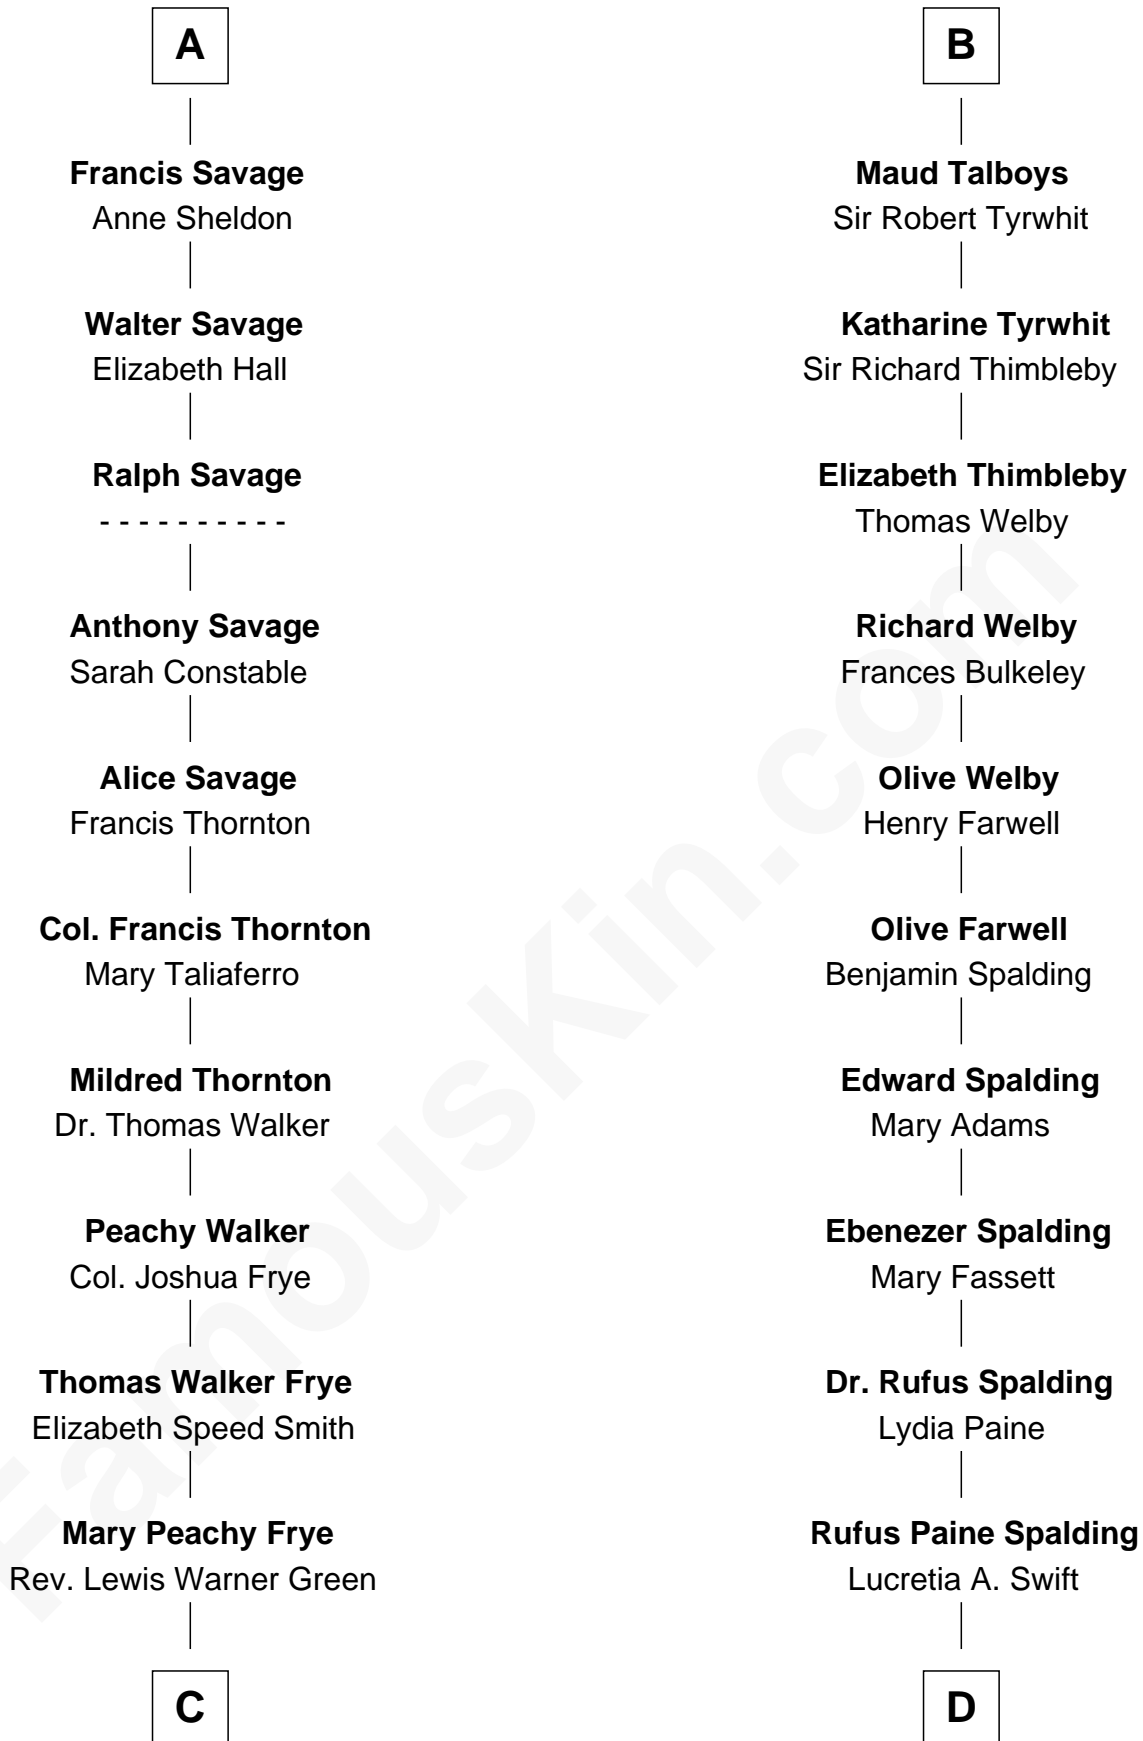 A
Francis Savage
Anne Sheldon
Walter Savage
Elizabeth Hall
Ralph Savage
- - - - - - - - - -
Anthony Savage
Sarah Constable
Alice Savage
Francis Thornton
Col. Francis Thornton
Mary Taliaferro
Mildred Thornton
Dr. Thomas Walker
Peachy Walker
Col. Joshua Frye
Thomas Walker Frye
Elizabeth Speed Smith
Mary Peachy Frye
Rev. Lewis Warner Green
C
B
Maud Talboys
Sir Robert Tyrwhit
Katharine Tyrwhit
Sir Richard Thimbleby
Elizabeth Thimbleby
Thomas Welby
Richard Welby
Frances Bulkeley
Olive Welby
Henry Farwell
Olive Farwell
Benjamin Spalding
Edward Spalding
Mary Adams
Ebenezer Spalding
Mary Fassett
Dr. Rufus Spalding
Lydia Paine
Rufus Paine Spalding
Lucretia A. Swift
D
FamousKin.com